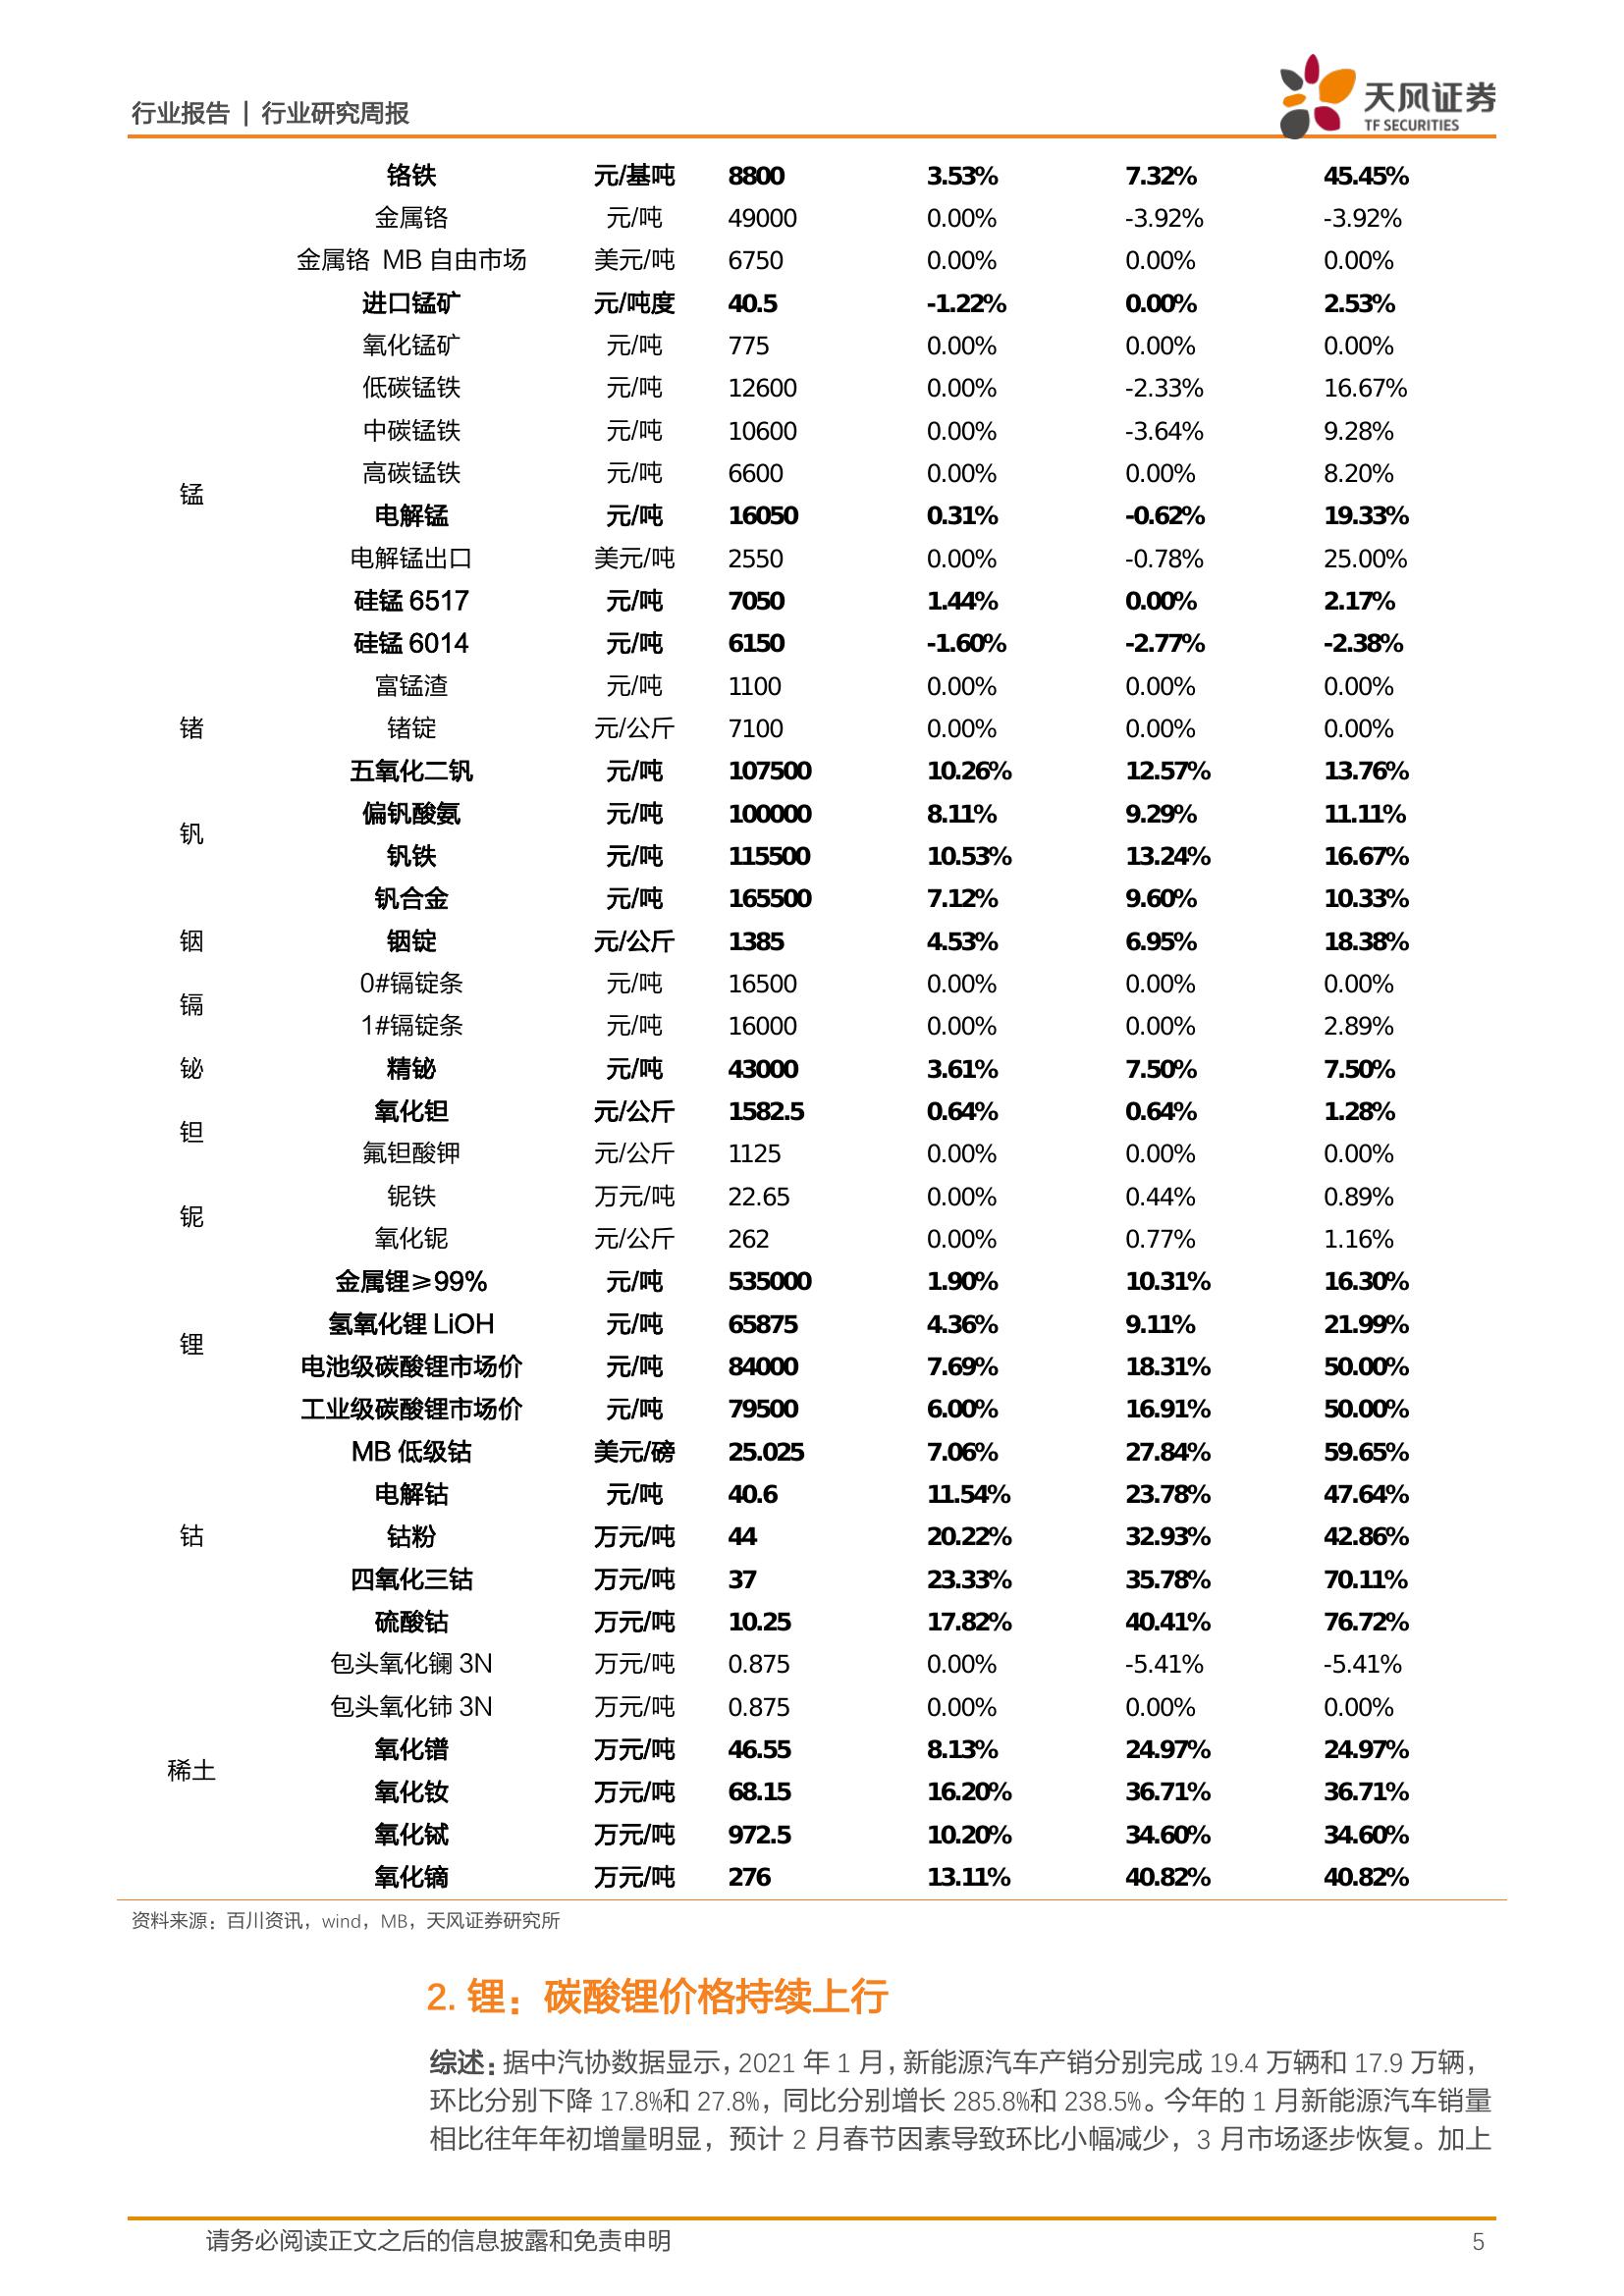 行业报告 | 行业研究周报
天风证券
TF SECURITIES
铬铁 元/基吨 8800 3.53% 7.32% 45.45%
金属铬 元/吨 49000 0.00% -3.92% -3.92%
金属铬 MB 自由市场 美元/吨 6750 0.00% 0.00% 0.00%
进口锰矿 元/吨度 40.5 -1.22% 0.00% 2.53%
氧化锰矿 元/吨 775 0.00% 0.00% 0.00%
低碳锰铁 元/吨 12600 0.00% -2.33% 16.67%
中碳锰铁 元/吨 10600 0.00% -3.64% 9.28%
高碳锰铁 元/吨 6600 0.00% 0.00% 8.20%
锰
电解锰 元/吨 16050 0.31% -0.62% 19.33%
电解锰出口 美元/吨 2550 0.00% -0.78% 25.00%
硅锰 6517 元/吨 7050 1.44% 0.00% 2.17%
硅锰 6014 元/吨 6150 -1.60% -2.77% -2.38%
富锰渣 元/吨 1100 0.00% 0.00% 0.00%
锗 锗锭 元/公斤 7100 0.00% 0.00% 0.00%
五氧化二钒 元/吨 107500 10.26% 12.57% 13.76%
偏钒酸氨 元/吨 100000 8.11% 9.29% 11.11%
钒
钒铁 元/吨 115500 10.53% 13.24% 16.67%
钒合金 元/吨 165500 7.12% 9.60% 10.33%
铟 铟锭 元/公斤 1385 4.53% 6.95% 18.38%
0#镉锭条 元/吨 16500 0.00% 0.00% 0.00%
镉
1#镉锭条 元/吨 16000 0.00% 0.00% 2.89%
铋 精铋 元/吨 43000 3.61% 7.50% 7.50%
氧化钽 元/公斤 1582.5 0.64% 0.64% 1.28%
钽
氟钽酸钾 元/公斤 1125 0.00% 0.00% 0.00%
铌铁 万元/吨 22.65 0.00% 0.44% 0.89%
铌
氧化铌 元/公斤 262 0.00% 0.77% 1.16%
金属锂≥99% 元/吨 535000 1.90% 10.31% 16.30%
氢氧化锂 LiOH 元/吨 65875 4.36% 9.11% 21.99%
锂
电池级碳酸锂市场价 元/吨 84000 7.69% 18.31% 50.00%
工业级碳酸锂市场价 元/吨 79500 6.00% 16.91% 50.00%
MB 低级钴 美元/磅 25.025 7.06% 27.84% 59.65%
电解钴 元/吨 40.6 11.54% 23.78% 47.64%
钴 钴粉 万元/吨 44 20.22% 32.93% 42.86%
四氧化三钴 万元/吨 37 23.33% 35.78% 70.11%
硫酸钴 万元/吨 10.25 17.82% 40.41% 76.72%
包头氧化镧 3N 万元/吨 0.875 0.00% -5.41% -5.41%
包头氧化铈 3N 万元/吨 0.875 0.00% 0.00% 0.00%
氧化镨 万元/吨 46.55 8.13% 24.97% 24.97%
稀土
氧化钕 万元/吨 68.15 16.20% 36.71% 36.71%
氧化铽 万元/吨 972.5 10.20% 34.60% 34.60%
氧化镝 万元/吨 276 13.11% 40.82% 40.82%
资料来源：百川资讯，wind，MB，天风证券研究所
2. 锂：碳酸锂价格持续上行
综述：据中汽协数据显示，2021 年 1 月，新能源汽车产销分别完成 19.4 万辆和 17.9 万辆，
环比分别下降 17.8%和 27.8%，同比分别增长 285.8%和 238.5%。今年的 1 月新能源汽车销量
相比往年年初增量明显，预计 2 月春节因素导致环比小幅减少，3 月市场逐步恢复。加上
请务必阅读正文之后的信息披露和免责申明 5